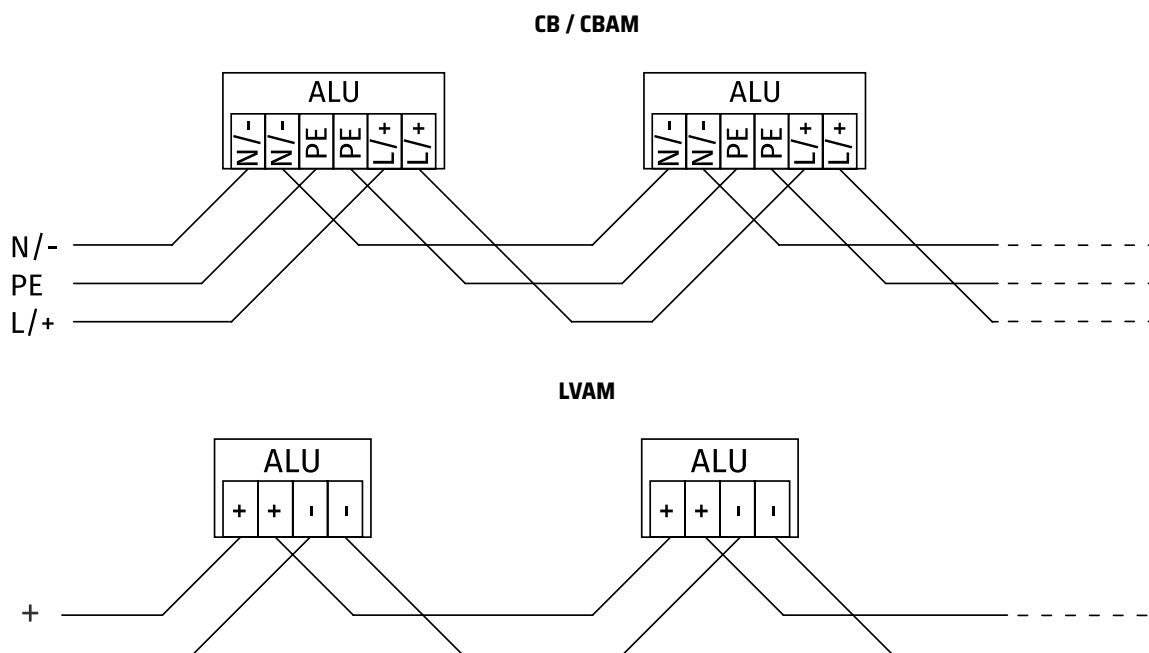 CB / CBAM
ALU ALU
N/- N/- PE PE L/+ L/+ N/- N/- PE PE L/+ L/+
N/-
PE
L/+
LVAM
ALU ALU
+ + - - + + - -
+